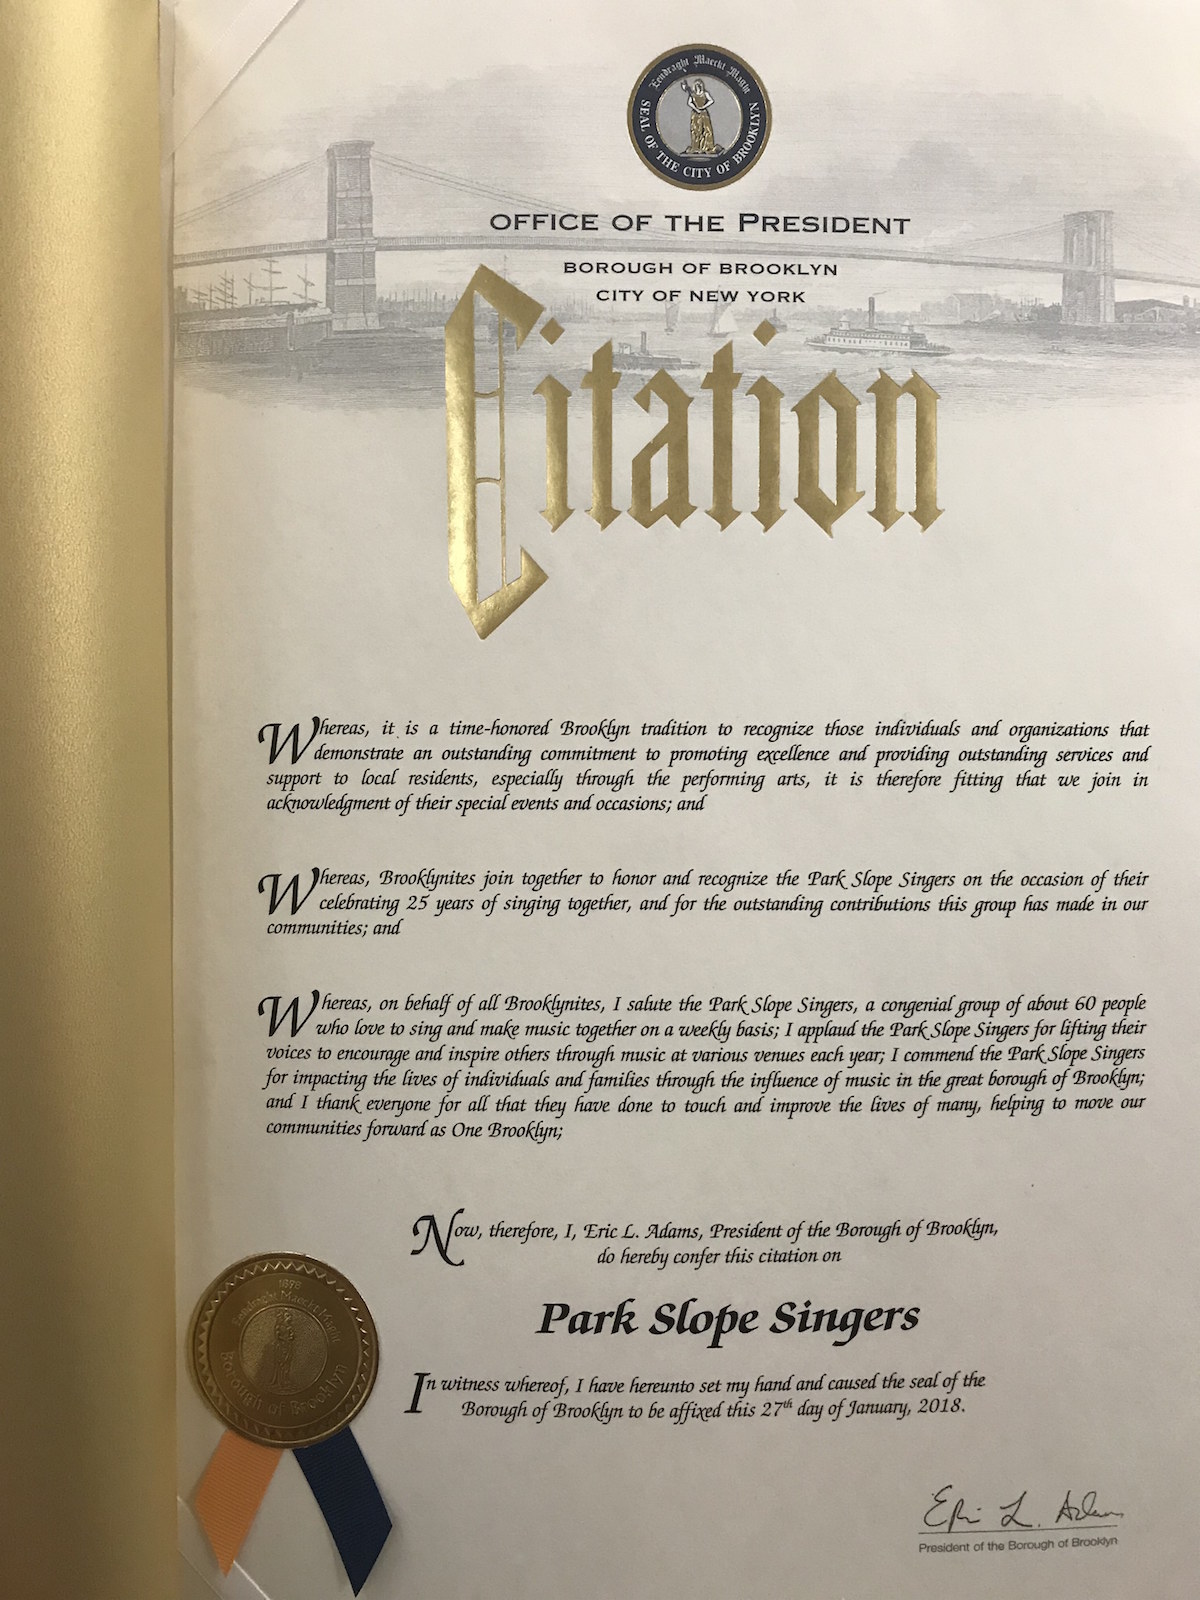 Eendraght Maeckt Maght
SEAL OF THE CITY OF BROOKLYN
OFFICE OF THE PRESIDENT
BOROUGH OF BROOKLYN
CITY OF NEW YORK
Citation
Whereas, it is a time-honored Brooklyn tradition to recognize those individuals and organizations that
demonstrate an outstanding commitment to promoting excellence and providing outstanding services and
support to local residents, especially through the performing arts, it is therefore fitting that we join in
acknowledgment of their special events and occasions; and
Whereas, Brooklynites join together to honor and recognize the Park Slope Singers on the occasion of their
celebrating 25 years of singing together, and for the outstanding contributions this group has made in our
communities; and
Whereas, on behalf of all Brooklynites, I salute the Park Slope Singers, a congenial group of about 60 people
who love to sing and make music together on a weekly basis; I applaud the Park Slope Singers for lifting their
voices to encourage and inspire others through music at various venues each year; I commend the Park Slope Singers
for impacting the lives of individuals and families through the influence of music in the great borough of Brooklyn;
and I thank everyone for all that they have done to touch and improve the lives of many, helping to move our
communities forward as One Brooklyn;
Now, therefore, I, Eric L. Adams, President of the Borough of Brooklyn,
do hereby confer this citation on
Park Slope Singers
In witness whereof, I have hereunto set my hand and caused the seal of the
Borough of Brooklyn to be affixed this 27th day of January, 2018.
1898
Eendraght Maeckt Maght
Borough of Brooklyn
Eric L. Adams
President of the Borough of Brooklyn